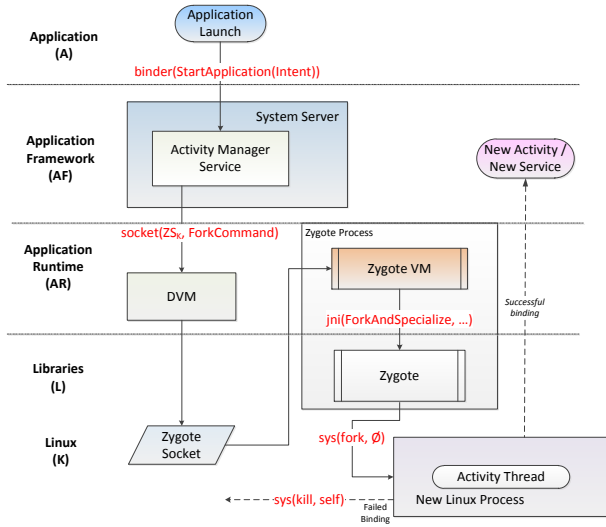 Application
Launch
Application
(A)
binder(StartApplication(Intent))
System Server
Application
Framework
(AF)
Activity Manager
Service
New Activity /
New Service
socket(ZSK, ForkCommand)
Zygote Process
Application
Runtime
(AR)
Zygote VM
DVM
Successful
binding
jni(ForkAndSpecialize, ...)
Libraries
(L)
Zygote
Linux
(K)
Zygote
Socket
sys(fork, Ø)
Activity Thread
New Linux Process
sys(kill, self)
Failed
Binding